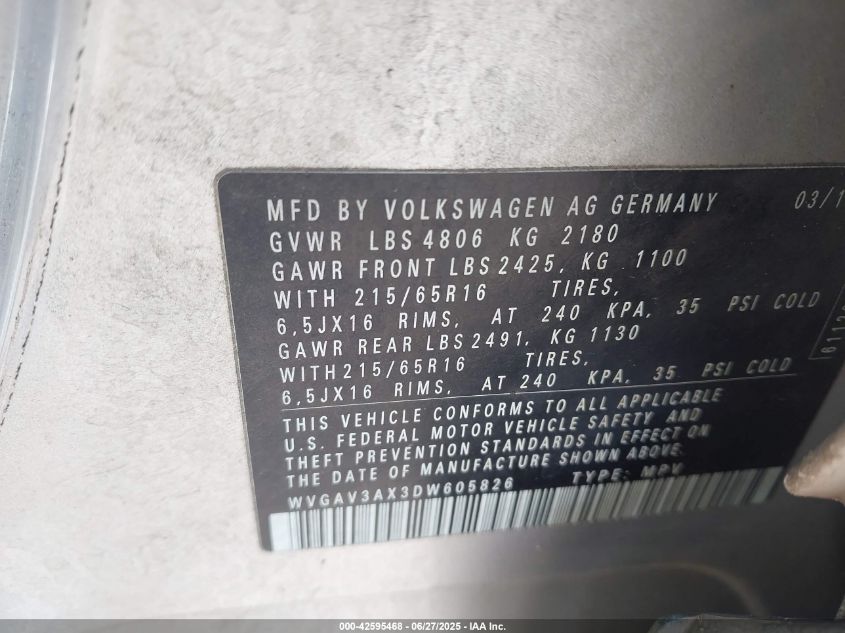 MFD BY VOLKSWAGEN AG GERMANY 03/1
GVWR LBS 4806 KG 2180
GAWR FRONT LBS 2425, KG 1100
WITH 215/65R16 TIRES,
6,5JX16 RIMS, AT 240 KPA, 35 PSI COLD
GAWR REAR LBS 2491, KG 1130
WITH 215/65R16 TIRES,
6,5JX16 RIMS, AT 240 KPA, 35 PSI COLD
THIS VEHICLE CONFORMS TO ALL APPLICABLE
U.S. FEDERAL MOTOR VEHICLE SAFETY AND
THEFT PREVENTION STANDARDS IN EFFECT ON
THE DATE OF MANUFACTURE SHOWN ABOVE.
WVGAV3AX3DW605826 TYPE: MPV
000-42595468 - 06/27/2025 - IAA Inc.